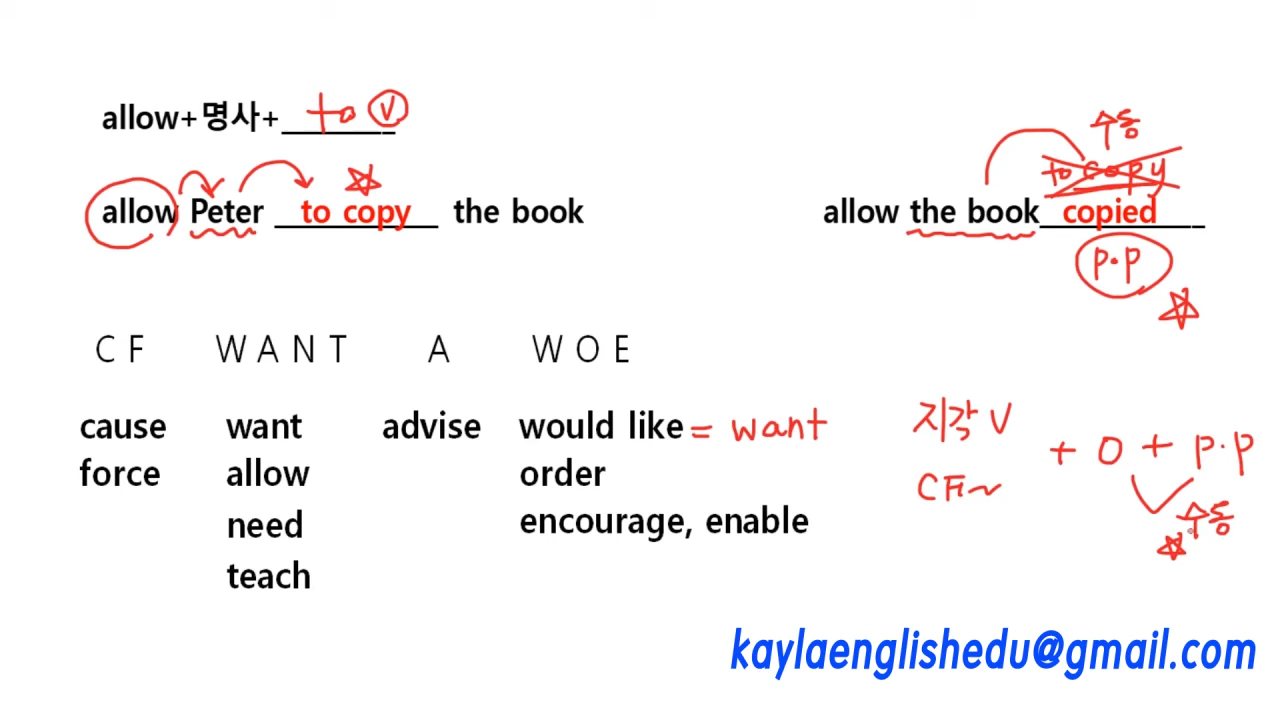 allow+명사+ to V
수동
to copy
allow Peter to copy the book
allow the book copied
p.p
C F W A N T A W O E
cause want advise would like = want
force allow order
need encourage, enable
teach
지각 V
+ O + p.p
CF~
수동
kaylaenglishedu@gmail.com